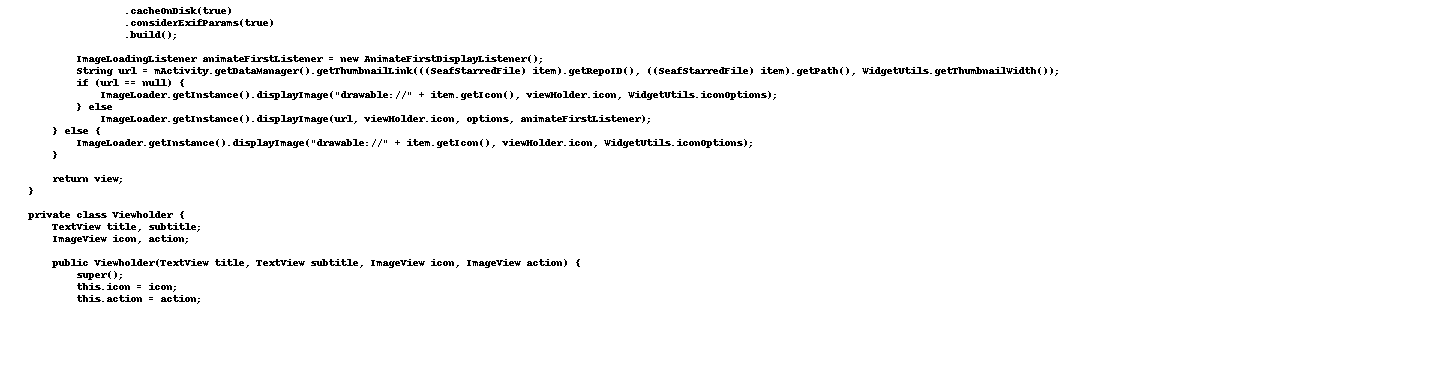 .cacheOnDisk(true)
.considerExifParams(true)
.build();
ImageLoadingListener animateFirstListener = new AnimateFirstDisplayListener();
String url = mActivity.getDataManager().getThumbnailLink(((SeafStarredFile) item).getRepoID(), ((SeafStarredFile) item).getPath(), WidgetUtils.getThumbnailWidth());
if (url == null) {
ImageLoader.getInstance().displayImage("drawable://" + item.getIcon(), viewHolder.icon, WidgetUtils.iconOptions);
} else
ImageLoader.getInstance().displayImage(url, viewHolder.icon, options, animateFirstListener);
} else {
ImageLoader.getInstance().displayImage("drawable://" + item.getIcon(), viewHolder.icon, WidgetUtils.iconOptions);
}
return view;
}
private class Viewholder {
TextView title, subtitle;
ImageView icon, action;
public Viewholder(TextView title, TextView subtitle, ImageView icon, ImageView action) {
super();
this.icon = icon;
this.action = action;